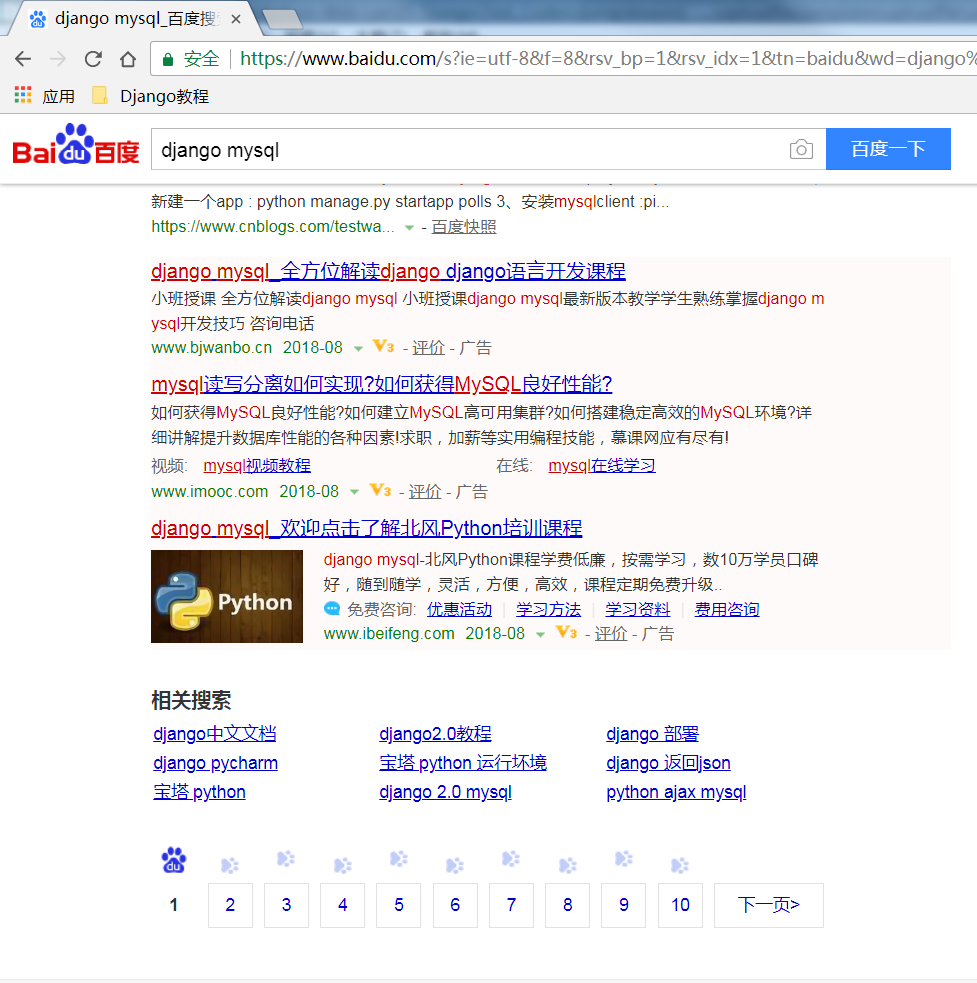 django mysql_百度搜
安全 https://www.baidu.com/s?ie=utf-8&f=8&rsv_bp=1&rsv_idx=1&tn=baidu&wd=django%
应用 Django教程
Bai du 百度 django mysql 百度一下
新建一个app : python manage.py startapp polls 3、安装mysqlclient :pi...
https://www.cnblogs.com/testwa... - 百度快照
django mysql_全方位解读django django语言开发课程
小班授课 全方位解读django mysql 小班授课django mysql最新版本教学学生熟练掌握django m
ysql开发技巧 咨询电话
www.bjwanbo.cn 2018-08 V3 - 评价 - 广告
mysql读写分离如何实现?如何获得MySQL良好性能?
如何获得MySQL良好性能?如何建立MySQL高可用集群?如何搭建稳定高效的MySQL环境?详
细讲解提升数据库性能的各种因素!求职，加薪等实用编程技能，慕课网应有尽有!
视频: mysql视频教程 在线: mysql在线学习
www.imooc.com 2018-08 V3 - 评价 - 广告
django mysql_欢迎点击了解北风Python培训课程
Python
django mysql-北风Python课程学费低廉，按需学习，数10万学员口碑
好，随到随学，灵活，方便，高效，课程定期免费升级..
免费咨询: 优惠活动 | 学习方法 | 学习资料 | 费用咨询
www.ibeifeng.com 2018-08 V3 - 评价 - 广告
相关搜索
django中文文档 django2.0教程 django 部署
django pycharm 宝塔 python 运行坏境 django 返回json
宝塔 python django 2.0 mysql python ajax mysql
du
1 2 3 4 5 6 7 8 9 10 下一页>